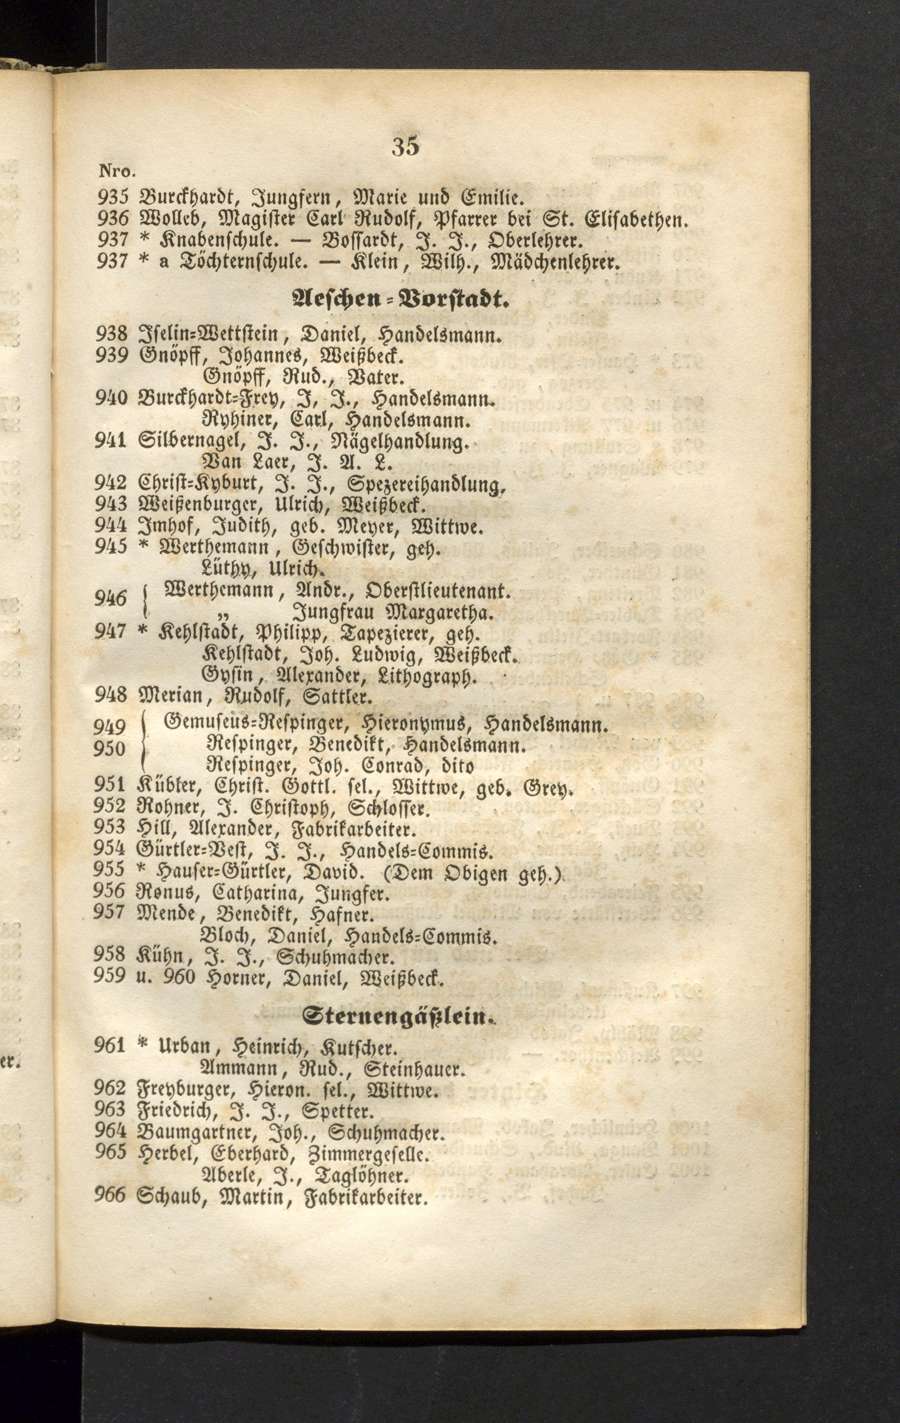 35
Nro.
935 Burckhardt, Jungfern, Marie und Emilie.
936 Wolleb, Magister Carl Rudolf, Pfarrer bei St. Elisabethen.
937 * Knabenschule. — Bossardt, J. J., Oberlehrer.
937 * a Töchternschule. — Klein, Wilh., Mädchenlehrer.
Aeschen-Vorstadt.
938 Iselin-Wettstein, Daniel, Handelsmann.
939 Gnöpff, Johannes, Weißbeck.
Gnöpff, Rud., Vater.
940 Burckhardt-Frey, J, J., Handelsmann.
Ryhiner, Carl, Handelsmann.
941 Silbernagel, J. J., Nägelhandlung.
Van Laer, J. A. L.
942 Christ-Kyburt, J. J., Spezereihandlung.
943 Weißenburger, Ulrich, Weißbeck.
944 Imhof, Judith, geb. Meyer, Wittwe.
945 * Werthemann, Geschwister, geh.
Lüthy, Ulrich.
946 { Werthemann, Andr., Oberstlieutenant.
„ Jungfrau Margaretha.
947 * Kehlstadt, Philipp, Tapezierer, geh.
Kehlstadt, Joh. Ludwig, Weißbeck.
Gysin, Alexander, Lithograph.
948 Merian, Rudolf, Sattler.
949 { Gemuseus-Respinger, Hieronymus, Handelsmann.
950 Respinger, Benedikt, Handelsmann.
Respinger, Joh. Conrad, dito
951 Kübler, Christ. Gottl. sel., Wittwe, geb. Grey.
952 Rohner, J. Christoph, Schlosser.
953 Hill, Alexander, Fabrikarbeiter.
954 Gürtler-Vest, J. J., Handels-Commis.
955 * Hauser-Gürtler, David. (Dem Obigen geh.)
956 Ronus, Catharina, Jungfer.
957 Mende, Benedikt, Hafner.
Bloch, Daniel, Handels-Commis.
958 Kühn, J. J., Schuhmacher.
959 u. 960 Horner, Daniel, Weißbeck.
Sternengäßlein.
961 * Urban, Heinrich, Kutscher.
Ammann, Rud., Steinhauer.
962 Freyburger, Hieron. sel., Wittwe.
963 Friedrich, J. J., Spetter.
964 Baumgartner, Joh., Schuhmacher.
965 Herbel, Eberhard, Zimmergeselle.
Aberle, J., Taglöhner.
966 Schaub, Martin, Fabrikarbeiter.